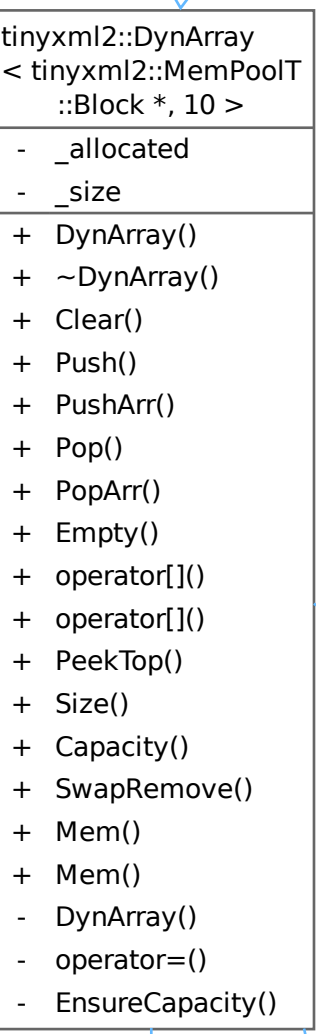 tinyxml2::DynArray
< tinyxml2::MemPoolT
::Block *, 10 >
- _allocated
- _size
+ DynArray()
+ ~DynArray()
+ Clear()
+ Push()
+ PushArr()
+ Pop()
+ PopArr()
+ Empty()
+ operator[]()
+ operator[]()
+ PeekTop()
+ Size()
+ Capacity()
+ SwapRemove()
+ Mem()
+ Mem()
- DynArray()
- operator=()
- EnsureCapacity()